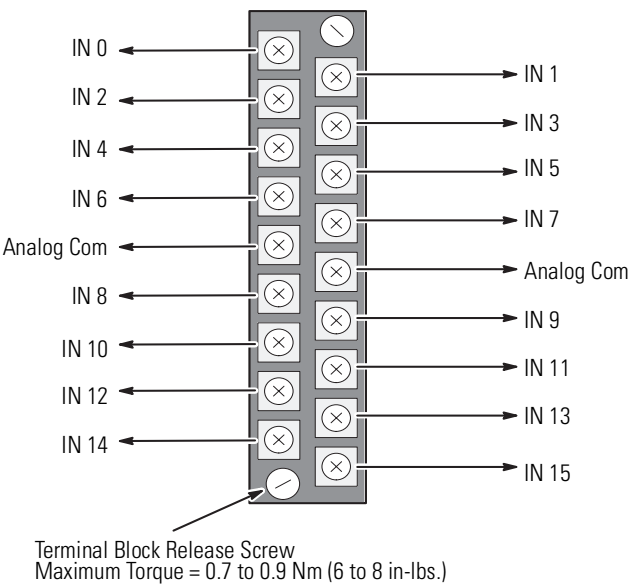 IN 0
IN 1
IN 2
IN 3
IN 4
IN 5
IN 6
IN 7
Analog Com
Analog Com
IN 8
IN 9
IN 10
IN 11
IN 12
IN 13
IN 14
IN 15
Terminal Block Release Screw
Maximum Torque = 0.7 to 0.9 Nm (6 to 8 in-lbs.)